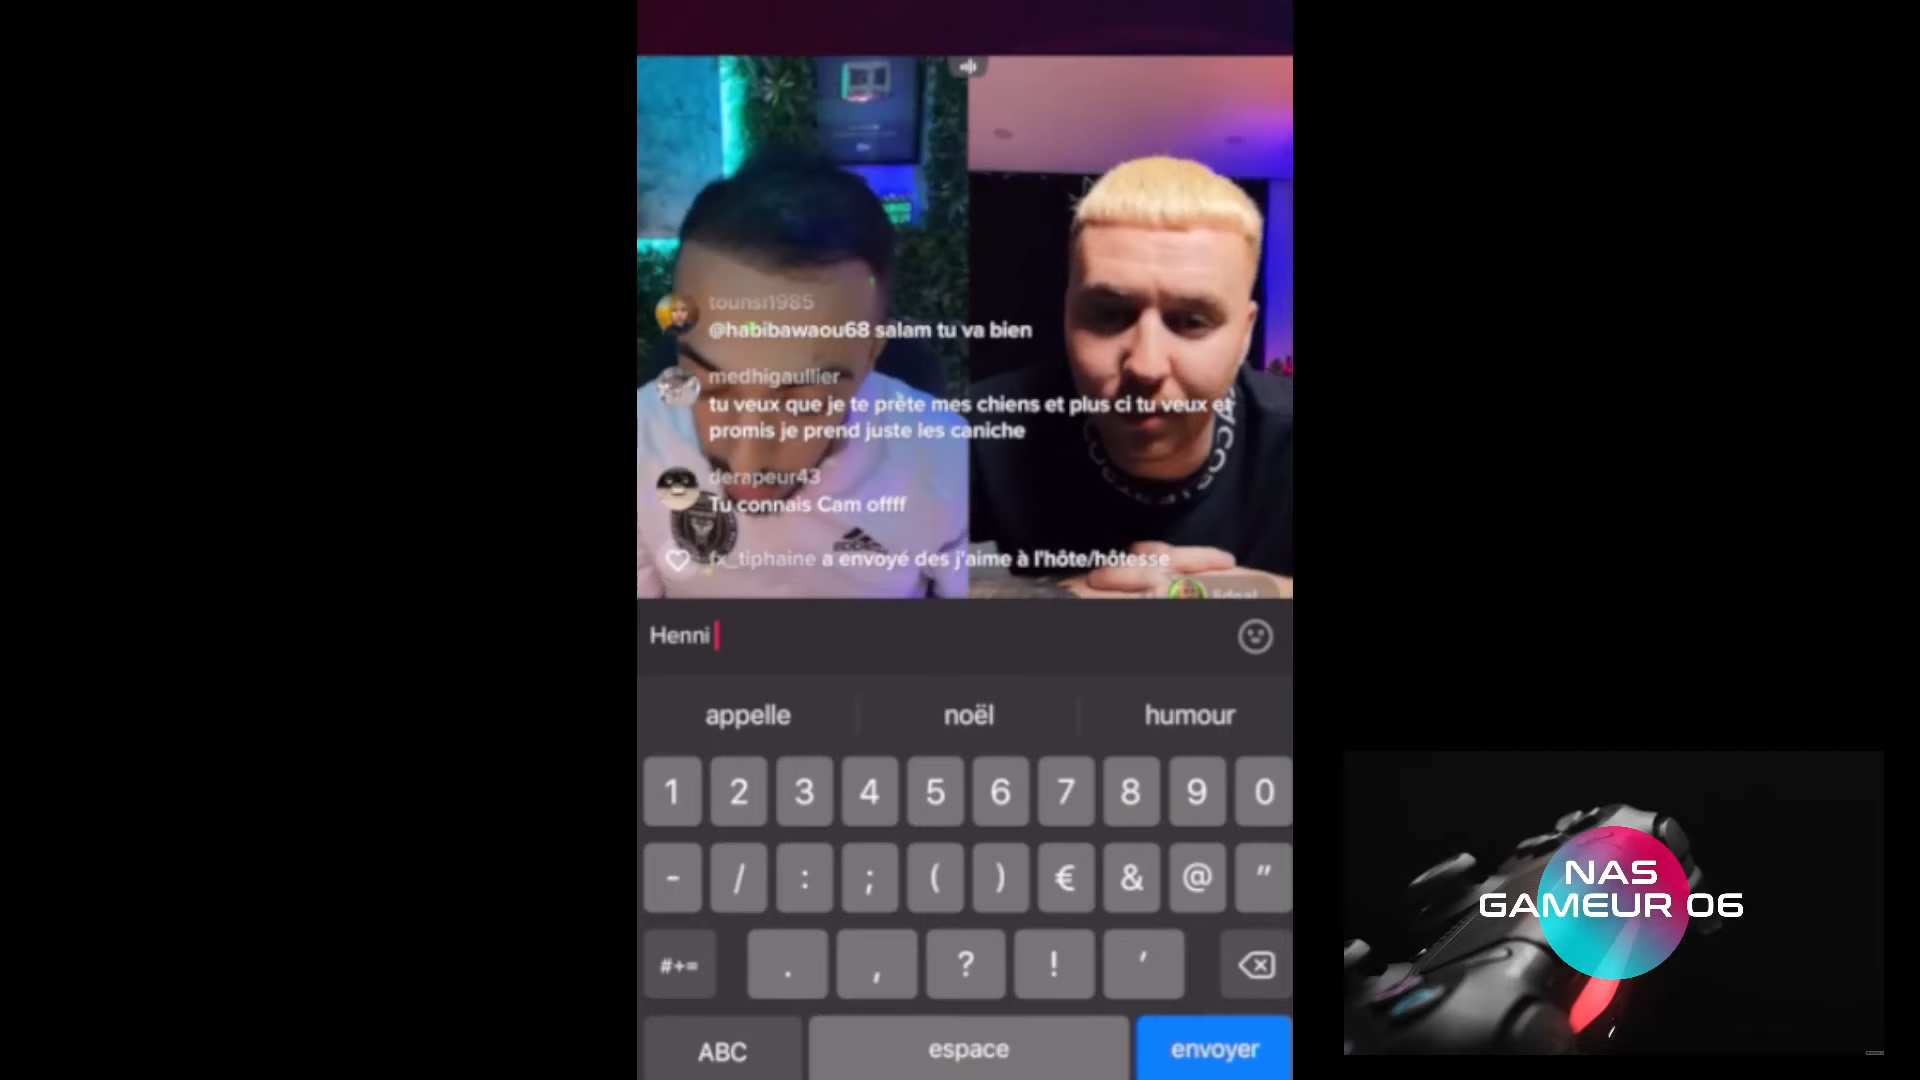 tounsi1985
@habibawaou68 salam tu va bien
medhigaullier
tu veux que je te prête mes chiens et plus ci tu veux et
promis je prend juste les caniche
derapeur43
Tu connais Cam offff
fx_tiphaine a envoyé des j'aime à l'hôte/hôtesse
Henni
appelle noël humour
1 2 3 4 5 6 7 8 9 0
- / : ; ( ) € & @ "
#+= . , ? ! '
ABC espace envoyer
NAS
GAMEUR 06